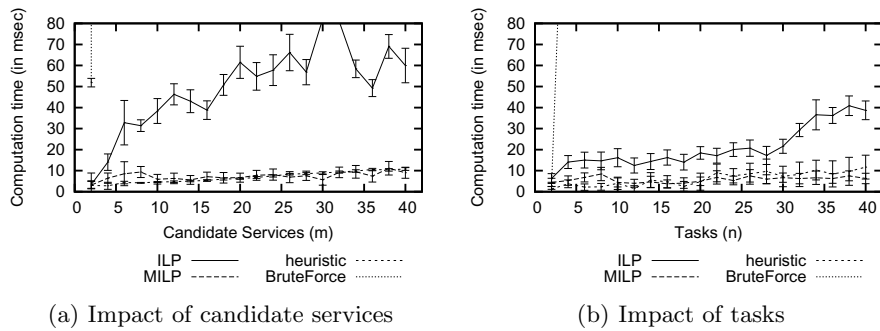 Computation time (in msec)
80
70
60
50
40
30
20
10
0
0 5 10 15 20 25 30 35 40
Candidate Services (m)
ILP
MILP
heuristic
BruteForce
(a) Impact of candidate services
Computation time (in msec)
80
70
60
50
40
30
20
10
0
0 5 10 15 20 25 30 35 40
Tasks (n)
ILP
MILP
heuristic
BruteForce
(b) Impact of tasks